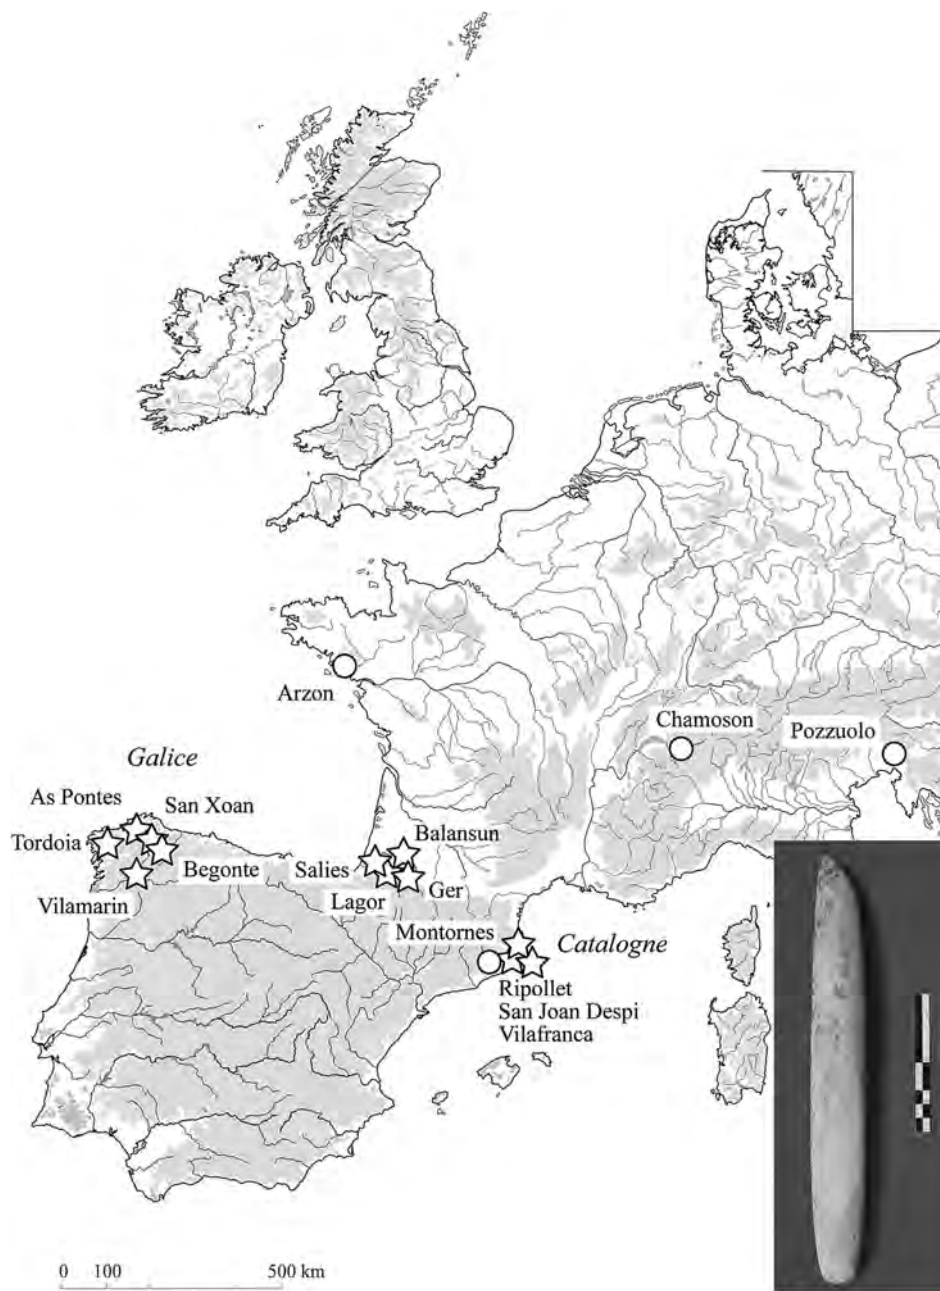 Arzon
Chamoson
Pozzuolo
Galice
As Pontes
San Xoan
Tordoia
Begonte
Vilamarin
Balansun
Salies
Lagor
Ger
Montornes
Catalogne
Ripollet
San Joan Despi
Vilafranca
0 100 500 km